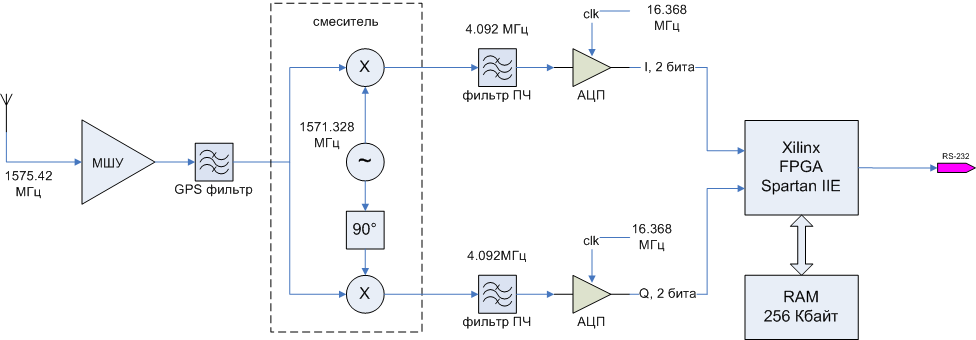 смеситель
16.368
МГц
clk
4.092 МГц
X
фильтр ПЧ
АЦП
I, 2 бита
1571.328
МГц
МШУ
~
1575.42
МГц
GPS фильтр
Xilinx
FPGA
Spartan IIE
RS-232
90°
16.368
МГц
clk
4.092МГц
X
фильтр ПЧ
АЦП
Q, 2 бита
RAM
256 Кбайт